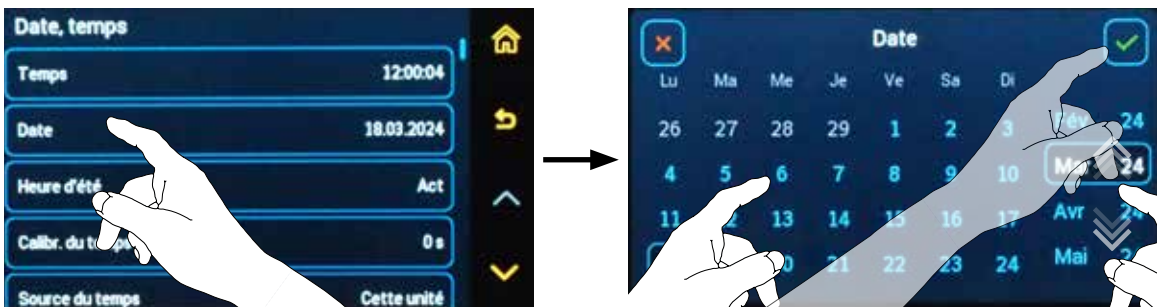 Date, temps
Temps 12:00:04
Date 18.03.2024
Heure d'été Act
Calibr. du temps 0 s
Source du temps Cette unité
Date
Lu Ma Me Je Ve Sa Di
26 27 28 29 1 2 3 Fév 24
4 5 6 7 8 9 10 24
11 13 14 15 16 17 Avr 24
21 22 23 24 Mai